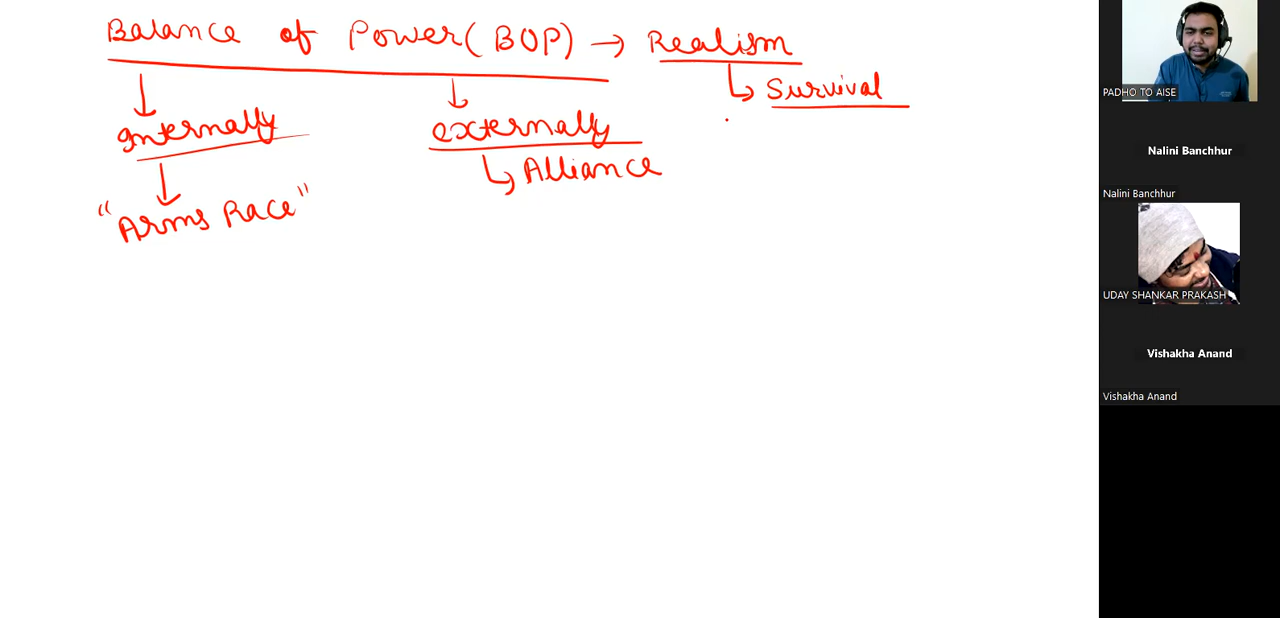 Balance of Power (BOP) → Realism
↳ Survival
Internally
externally
↳ Alliance
"Arms Race"
PADHO TO AISE
Nalini Banchhur
Nalini Banchhur
UDAY SHANKAR PRAKASH
Vishakha Anand
Vishakha Anand